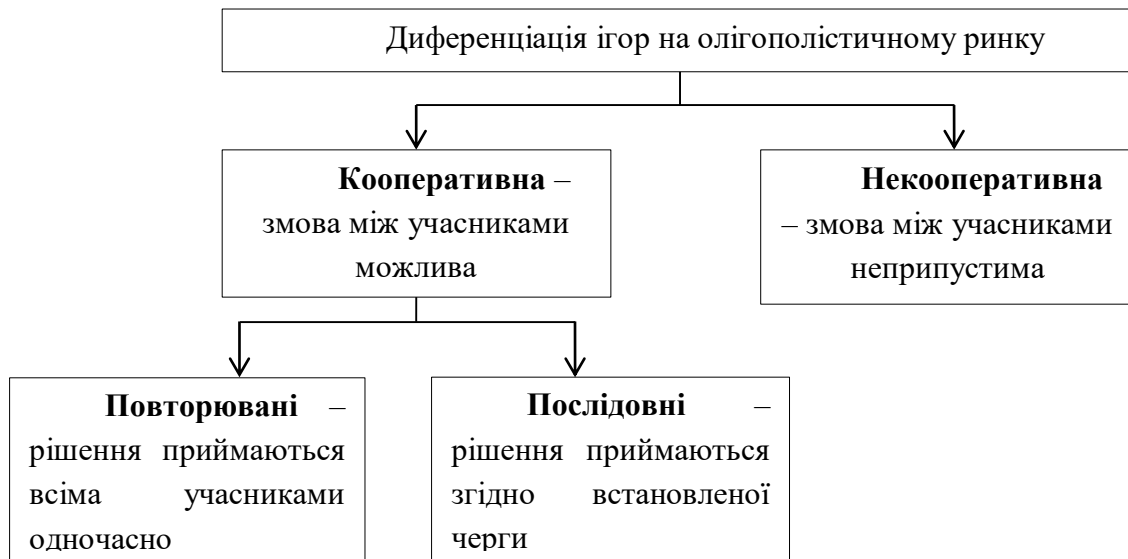 Диференціація ігор на олігополістичному ринку
Кооперативна –
змова між учасниками
можлива
Некооперативна
– змова між учасниками
неприпустима
Повторювані –
рішення приймаються
всіма учасниками
одночасно
Послідовні –
рішення приймаються
згідно встановленої
черги